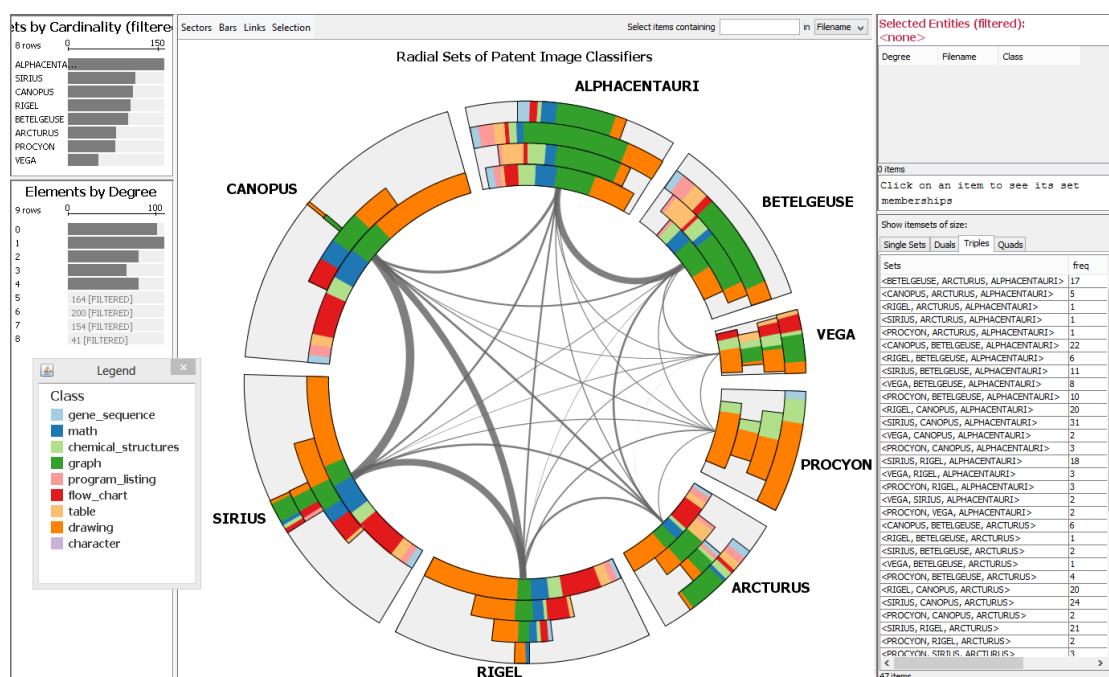 ts by Cardinality (filtere
8 rows
0
150
ALPHACENTA...
SIRIUS
CANOPUS
RIGEL
BETELGEUSE
ARCTURUS
PROCYON
VEGA
Elements by Degree
9 rows
0
100
0
1
2
3
4
5 164 [FILTERED]
6 200 [FILTERED]
7 154 [FILTERED]
8 41 [FILTERED]
Legend
Class
gene_sequence
math
chemical_structures
graph
program_listing
flow_chart
table
drawing
character
Sectors Bars Links Selection
Select items containing in Filename
Radial Sets of Patent Image Classifiers
ALPHACENTAURI
BETELGEUSE
CANOPUS
VEGA
PROCYON
SIRIUS
ARCTURUS
RIGEL
Selected Entities (filtered):
<none>
Degree Filename Class
0 items
Click on an item to see its set
memberships
Show itemsets of size:
Single Sets Duals Triples Quads
Sets freq
<BETELGEUSE, ARCTURUS, ALPHACENTAURI> 17
<CANOPUS, ARCTURUS, ALPHACENTAURI> 5
<RIGEL, ARCTURUS, ALPHACENTAURI> 1
<SIRIUS, ARCTURUS, ALPHACENTAURI> 1
<PROCYON, ARCTURUS, ALPHACENTAURI> 1
<CANOPUS, BETELGEUSE, ALPHACENTAURI> 22
<RIGEL, BETELGEUSE, ALPHACENTAURI> 6
<SIRIUS, BETELGEUSE, ALPHACENTAURI> 11
<VEGA, BETELGEUSE, ALPHACENTAURI> 8
<PROCYON, BETELGEUSE, ALPHACENTAURI> 10
<RIGEL, CANOPUS, ALPHACENTAURI> 20
<SIRIUS, CANOPUS, ALPHACENTAURI> 31
<VEGA, CANOPUS, ALPHACENTAURI> 2
<PROCYON, CANOPUS, ALPHACENTAURI> 3
<SIRIUS, RIGEL, ALPHACENTAURI> 18
<VEGA, RIGEL, ALPHACENTAURI> 3
<PROCYON, RIGEL, ALPHACENTAURI> 3
<VEGA, SIRIUS, ALPHACENTAURI> 2
<PROCYON, VEGA, ALPHACENTAURI> 2
<CANOPUS, BETELGEUSE, ARCTURUS> 6
<RIGEL, BETELGEUSE, ARCTURUS> 1
<SIRIUS, BETELGEUSE, ARCTURUS> 2
<VEGA, BETELGEUSE, ARCTURUS> 1
<PROCYON, BETELGEUSE, ARCTURUS> 4
<RIGEL, CANOPUS, ARCTURUS> 20
<SIRIUS, CANOPUS, ARCTURUS> 24
<PROCYON, CANOPUS, ARCTURUS> 2
<SIRIUS, RIGEL, ARCTURUS> 21
<PROCYON, RIGEL, ARCTURUS> 2
<PROCYON, SIRIUS, ARCTURUS> 3
47 items